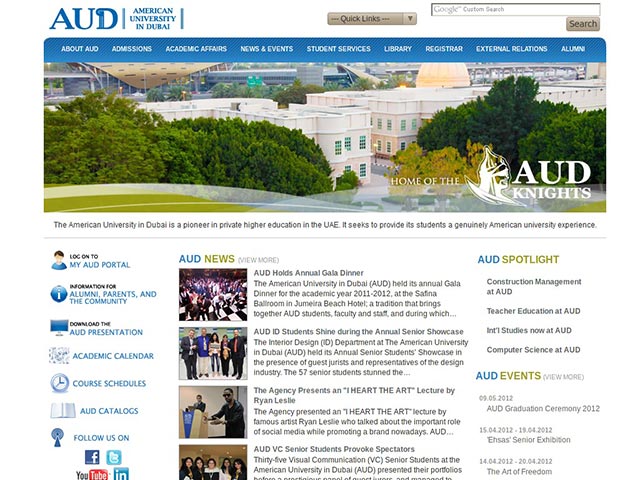 AUD AMERICAN
UNIVERSITY
IN DUBAI
--- Quick Links ---
Google™ Custom Search
Search
ABOUT AUD ADMISSIONS ACADEMIC AFFAIRS NEWS & EVENTS STUDENT SERVICES LIBRARY REGISTRAR EXTERNAL RELATIONS ALUMNI
HOME OF THE AUD
KNIGHTS
The American University in Dubai is a pioneer in private higher education in the UAE. It seeks to provide its students a genuinely American university experience.
LOG ON TO
MY AUD PORTAL
INFORMATION FOR
ALUMNI, PARENTS, AND
THE COMMUNITY
DOWNLOAD THE
AUD PRESENTATION
ACADEMIC CALENDAR
COURSE SCHEDULES
AUD CATALOGS
FOLLOW US ON
You Tube in
AUD NEWS (VIEW MORE)
AUD Holds Annual Gala Dinner
The American University in Dubai (AUD) held its annual Gala
Dinner for the academic year 2011-2012, at the Safina
Ballroom in Jumeira Beach Hotel; a tradition that brings
together AUD students, faculty and staff, and during which…
AUD ID Students Shine during the Annual Senior Showcase
The Interior Design (ID) Department at The American University
in Dubai (AUD) held its Annual Senior Students' Showcase in
the presence of guest jurists and representatives of the design
industry. The 57 senior students stunned the…
The Agency Presents an "I HEART THE ART" Lecture by
Ryan Leslie
The Agency presented an "I HEART THE ART" lecture by
famous artist Ryan Leslie who talked about the important role
of social media while promoting a brand nowadays. AUD…
AUD VC Senior Students Provoke Spectators
Thirty-five Visual Communication (VC) Senior Students at the
American University in Dubai (AUD) presented their portfolios
before a prestigious panel of guest jurors, and managed to
AUD SPOTLIGHT
Construction Management
at AUD
Teacher Education at AUD
Int'l Studies now at AUD
Computer Science at AUD
AUD EVENTS (VIEW MORE)
09.05.2012
AUD Graduation Ceremony 2012
15.04.2012 - 19.04.2012
'Ehsas' Senior Exhibition
14.04.2012 - 20.04.2012
The Art of Freedom